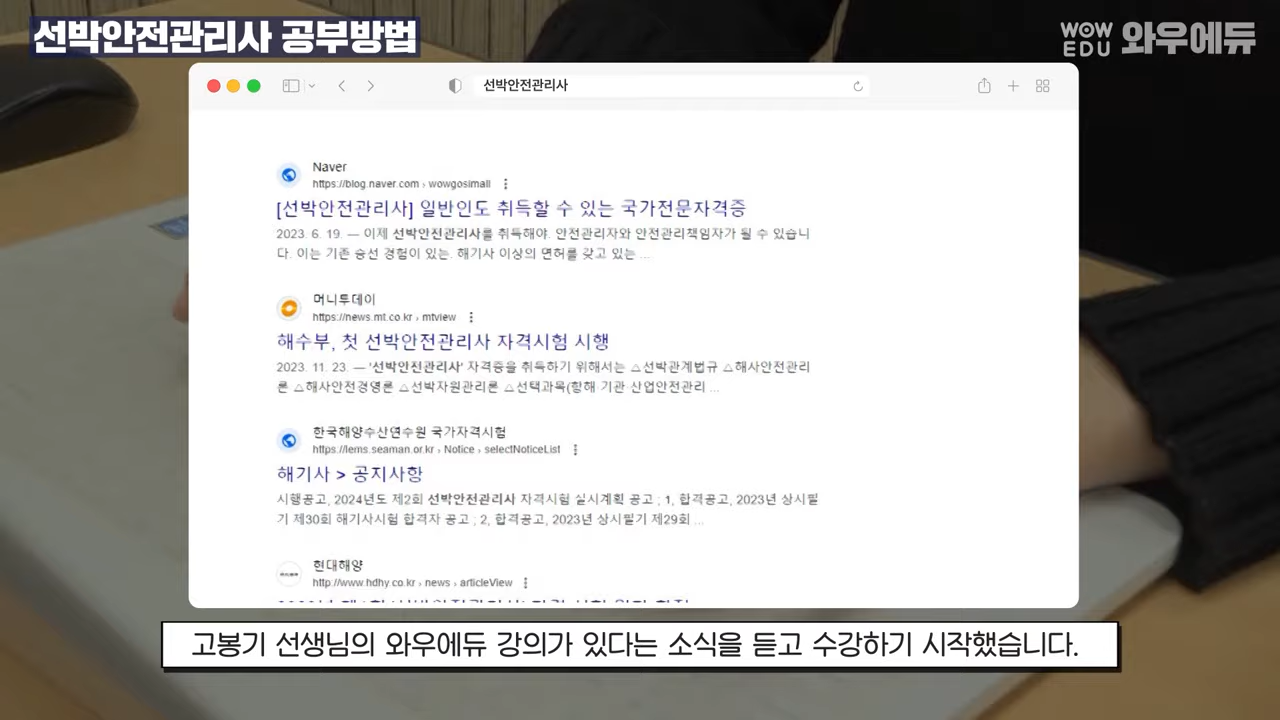 선박안전관리사 공부방법
WOW EDU 와우에듀
선박안전관리사
Naver
https://blog.naver.com › wowgosimall
[선박안전관리사] 일반인도 취득할 수 있는 국가전문자격증
2023. 6. 19. — 이제 선박안전관리사를 취득해야. 안전관리자와 안전관리책임자가 될 수 있습니
다. 이는 기존 승선 경험이 있는. 해기사 이상의 면허를 갖고 있는 ...
머니투데이
https://news.mt.co.kr › mtview
해수부, 첫 선박안전관리사 자격시험 시행
2023. 11. 23. — '선박안전관리사' 자격증을 취득하기 위해서는 △선박관계법규 △해사안전관리
론 △해사안전경영론 △선박자원관리론 △선택과목(항해·기관·산업안전관리 ...
한국해양수산연수원 국가자격시험
https://lems.seaman.or.kr › Notice › selectNoticeList
해기사 > 공지사항
시행공고, 2024년도 제2회 선박안전관리사 자격시험 실시계획 공고 ; 1, 합격공고, 2023년 상시필
기 제30회 해기사시험 합격자 공고 ; 2, 합격공고, 2023년 상시필기 제29회 ...
현대해양
http://www.hdhy.co.kr › news › articleView
고봉기 선생님의 와우에듀 강의가 있다는 소식을 듣고 수강하기 시작했습니다.